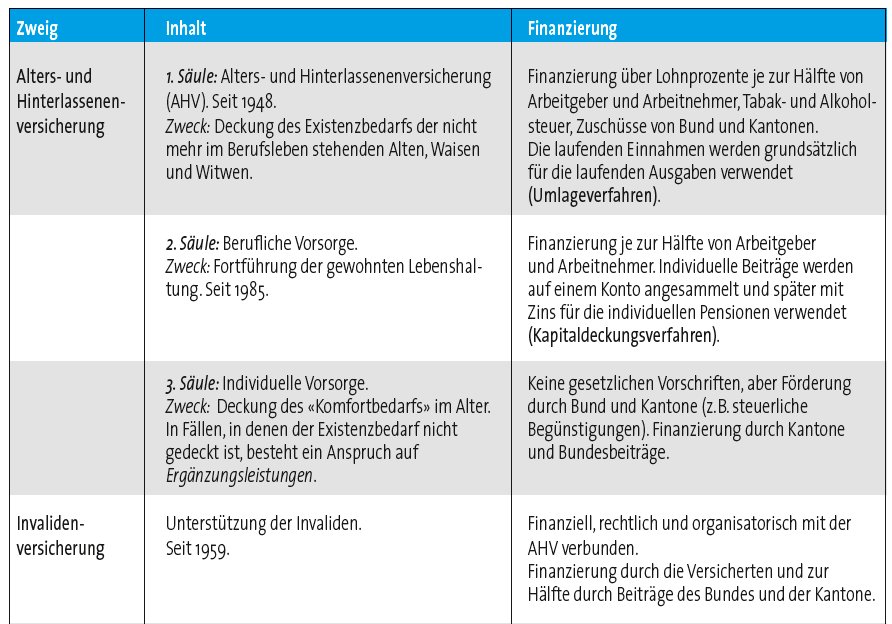 Zweig
Inhalt
Finanzierung
Alters- und
Hinterlassenen-
versicherung
1. Säule: Alters- und Hinterlassenenversicherung
(AHV). Seit 1948.
Zweck: Deckung des Existenzbedarfs der nicht
mehr im Berufsleben stehenden Alten, Waisen
und Witwen.
Finanzierung über Lohnprozente je zur Hälfte von
Arbeitgeber und Arbeitnehmer, Tabak- und Alkohol-
steuer, Zuschüsse von Bund und Kantonen.
Die laufenden Einnahmen werden grundsätzlich
für die laufenden Ausgaben verwendet
(Umlageverfahren).
2. Säule: Berufliche Vorsorge.
Zweck: Fortführung der gewohnten Lebenshal-
tung. Seit 1985.
Finanzierung je zur Hälfte von Arbeitgeber
und Arbeitnehmer. Individuelle Beiträge werden
auf einem Konto angesammelt und später mit
Zins für die individuellen Pensionen verwendet
(Kapitaldeckungsverfahren).
3. Säule: Individuelle Vorsorge.
Zweck: Deckung des «Komfortbedarfs» im Alter.
In Fällen, in denen der Existenzbedarf nicht
gedeckt ist, besteht ein Anspruch auf
Ergänzungsleistungen.
Keine gesetzlichen Vorschriften, aber Förderung
durch Bund und Kantone (z.B. steuerliche
Begünstigungen). Finanzierung durch Kantone
und Bundesbeiträge.
Invaliden-
versicherung
Unterstützung der Invaliden.
Seit 1959.
Finanziell, rechtlich und organisatorisch mit der
AHV verbunden.
Finanzierung durch die Versicherten und zur
Hälfte durch Beiträge des Bundes und der Kantone.